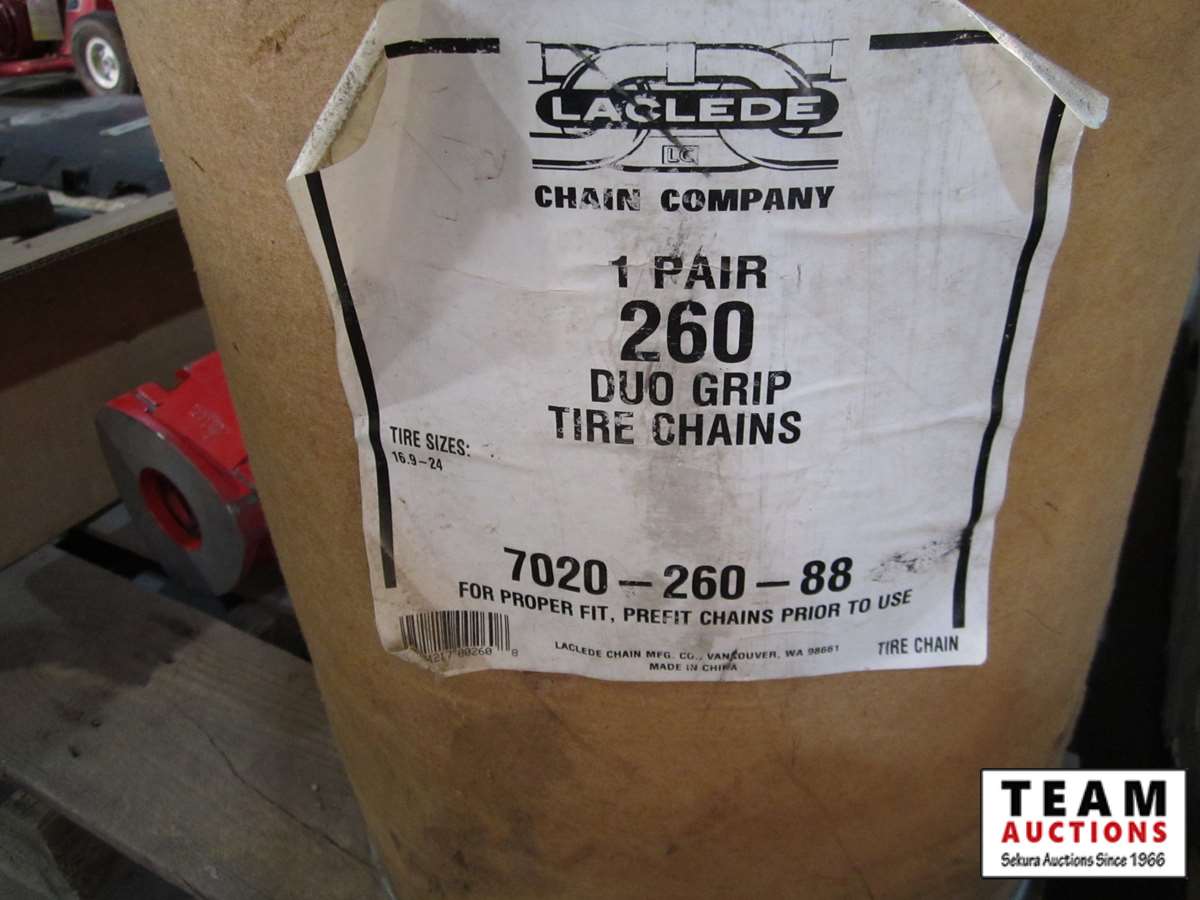 LACLEDE
LC
CHAIN COMPANY
1 PAIR
260
DUO GRIP
TIRE CHAINS
TIRE SIZES:
16.9-24
7020-260-88
FOR PROPER FIT, PREFIT CHAINS PRIOR TO USE
LACLEDE CHAIN MFG. CO., VANCOUVER, WA 98661
MADE IN CHINA
TIRE CHAIN
TEAM
AUCTIONS
Sekura Auctions Since 1966